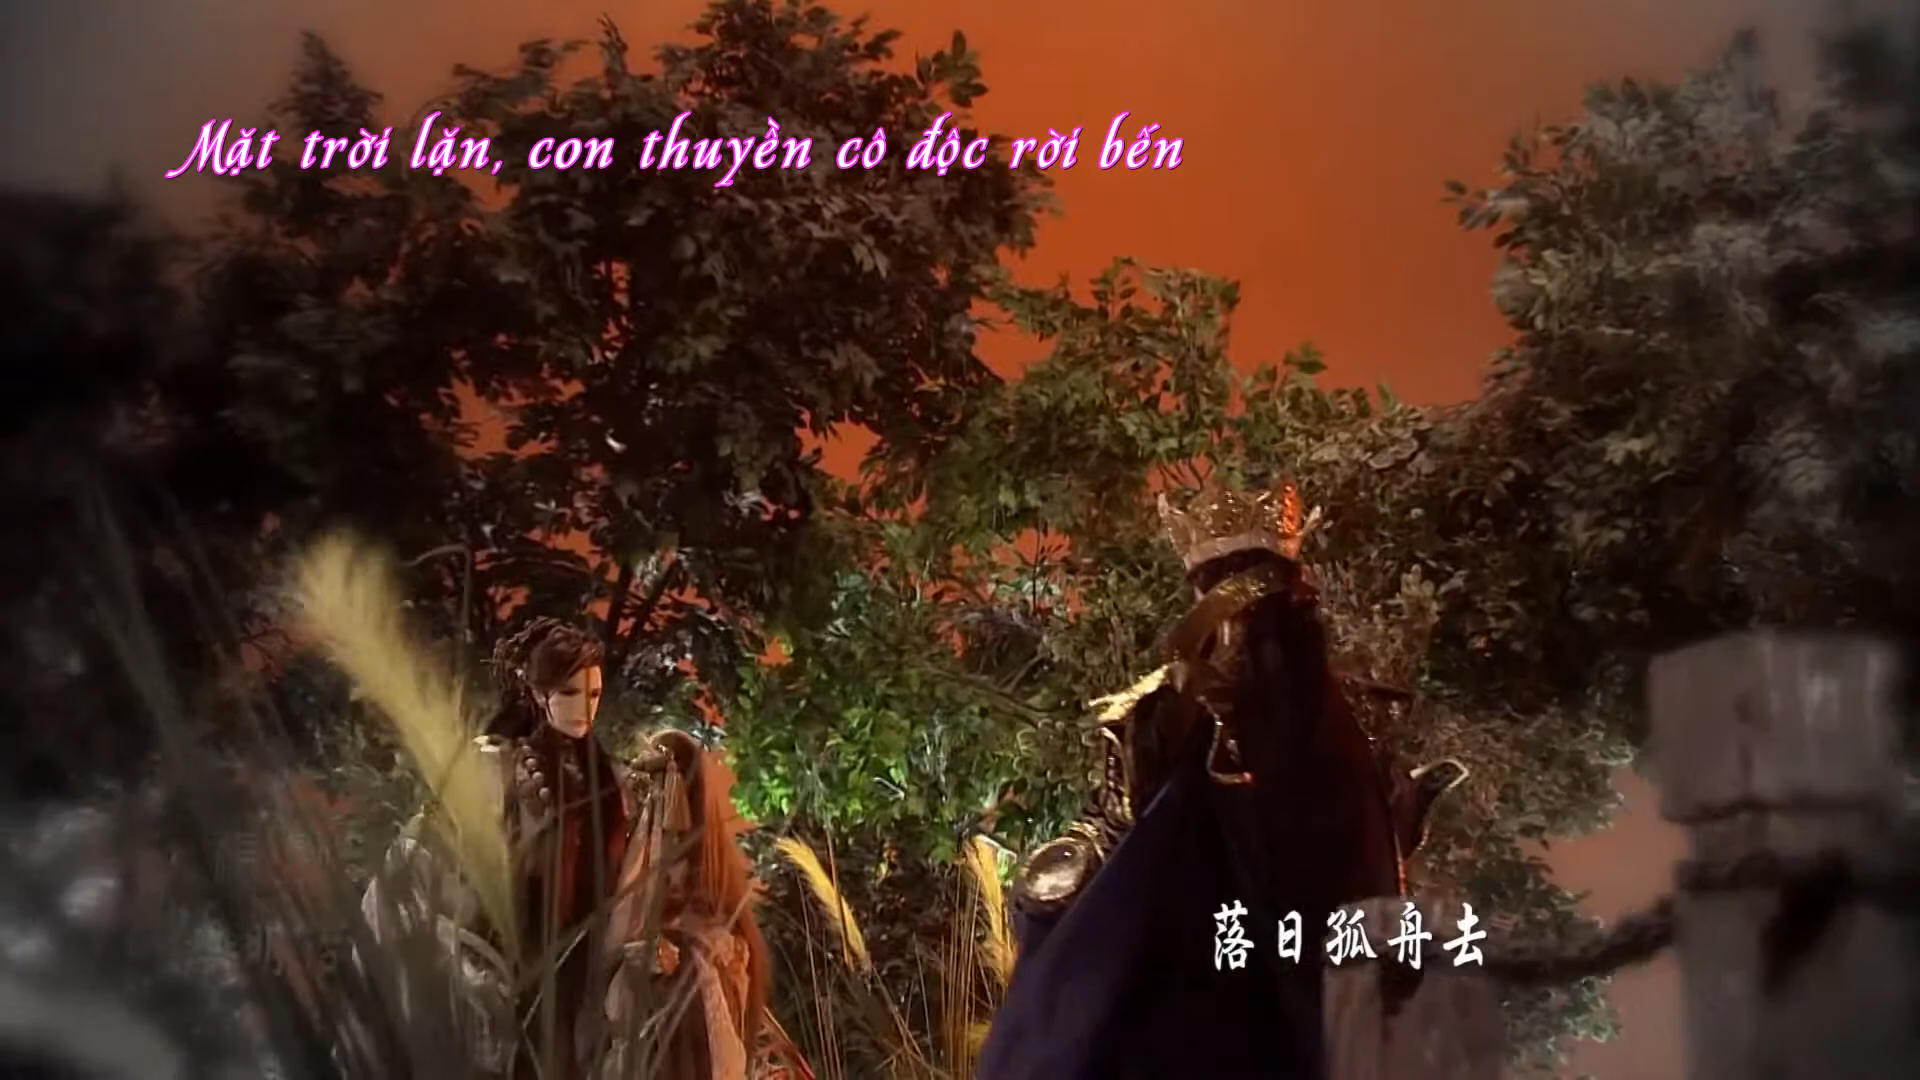 Mặt trời lặn, con thuyền cô độc rời bến
落日孤舟去